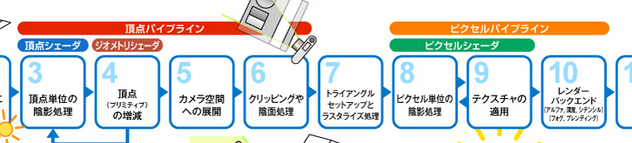 頂点パイプライン
ピクセルパイプライン
頂点シェーダ
ジオメトリシェーダ
ピクセルシェーダ
3
頂点単位の
陰影処理
4
頂点
(プリミティブ)
の増減
5
カメラ空間
への展開
6
クリッピングや
陰面処理
7
トライアングル
セットアップと
ラスタライズ処理
8
ピクセル単位の
陰影処理
9
テクスチャの
適用
10
レンダー
バックエンド
(アルファ、深度、ステンシル)
(フォグ、ブレンディング)